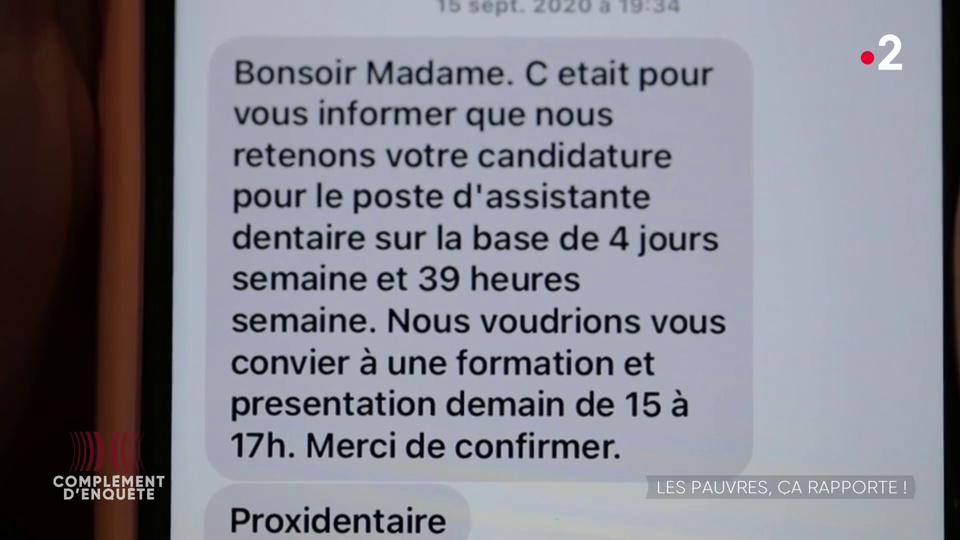 15 sept. 2020 à 19:34
Bonsoir Madame. C etait pour
vous informer que nous
retenons votre candidature
pour le poste d'assistante
dentaire sur la base de 4 jours
semaine et 39 heures
semaine. Nous voudrions vous
convier à une formation et
presentation demain de 15 à
17h. Merci de confirmer.
Proxidentaire
2
COMPLÉMENT
D'ENQUÊTE
LES PAUVRES, ÇA RAPPORTE !